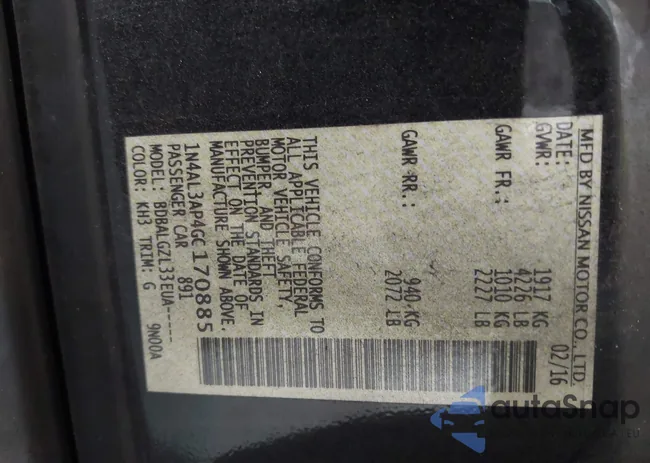 MFD BY NISSAN MOTOR CO., LTD.
DATE: 02/16
GVWR: 1917 KG
4226 LB
GAWR FR.: 1010 KG
2227 LB
GAWR RR.: 940 KG
2072 LB
THIS VEHICLE CONFORMS TO
ALL APPLICABLE FEDERAL
MOTOR VEHICLE SAFETY,
BUMPER AND THEFT
PREVENTION STANDARDS IN
EFFECT ON THE DATE OF
MANUFACTURE SHOWN ABOVE.
1N4AL3AP4GC170885
PASSENGER CAR 891
MODEL: BDBALGZL33EUA-----
COLOR: KH3 TRIM: G 9N00A
autoSnap